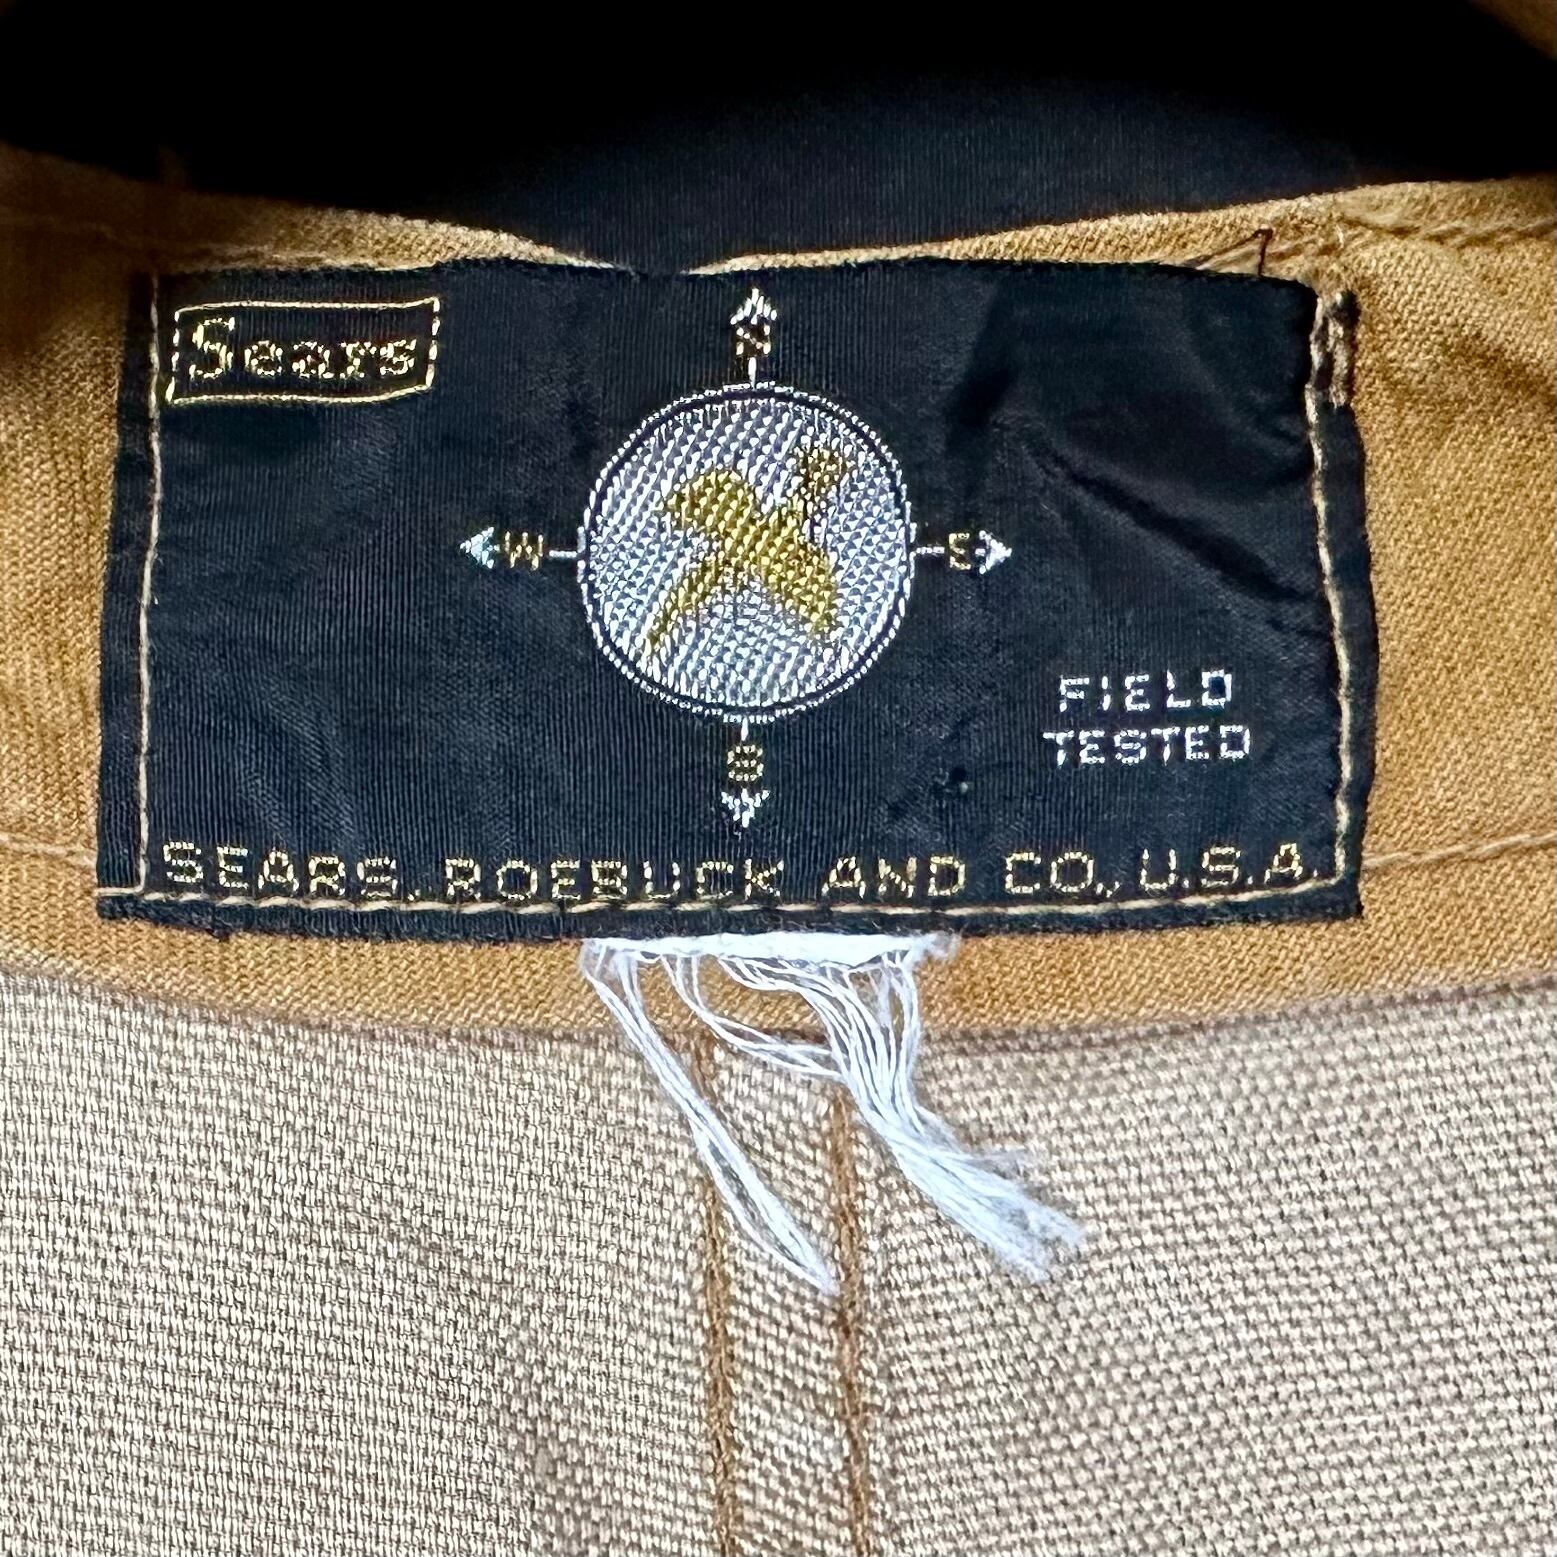 Sears
N
W E
S
FIELD
TESTED
SEARS, ROEBUCK AND CO., U.S.A.